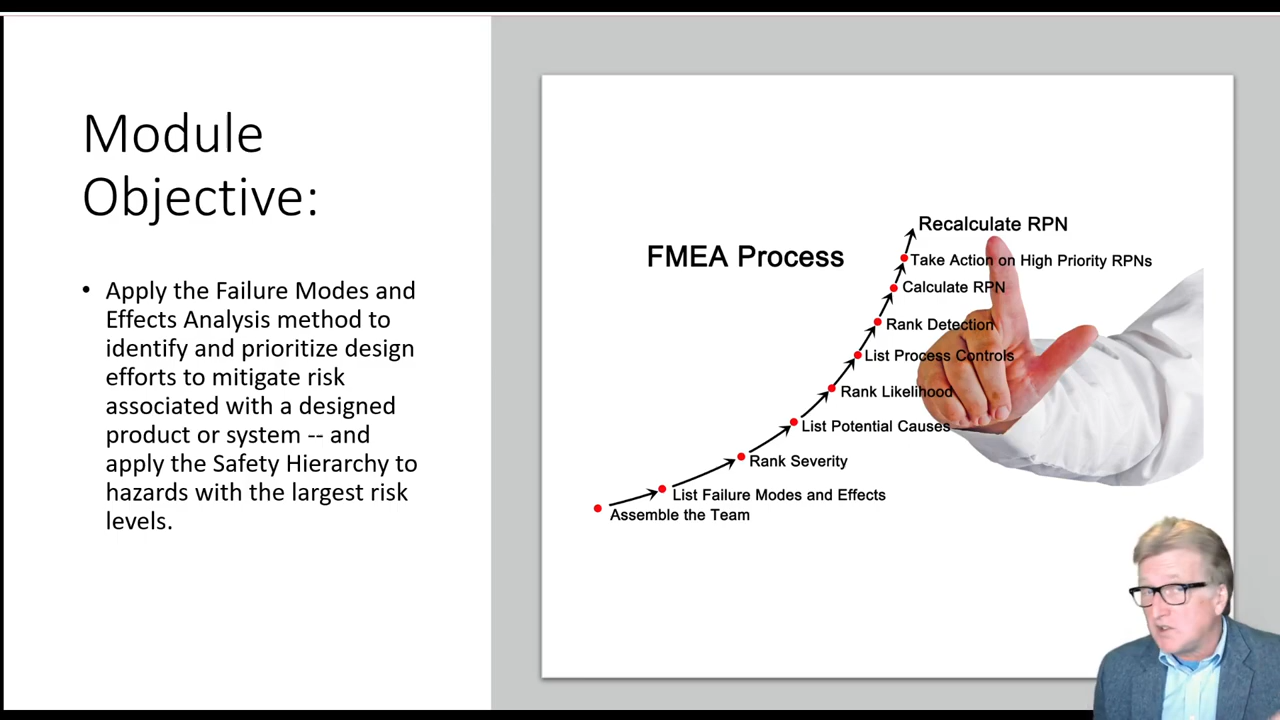 Module
Objective:
• Apply the Failure Modes and
Effects Analysis method to
identify and prioritize design
efforts to mitigate risk
associated with a designed
product or system -- and
apply the Safety Hierarchy to
hazards with the largest risk
levels.
FMEA Process
Recalculate RPN
Take Action on High Priority RPNs
Calculate RPN
Rank Detection
List Process Controls
Rank Likelihood
List Potential Causes
Rank Severity
List Failure Modes and Effects
Assemble the Team